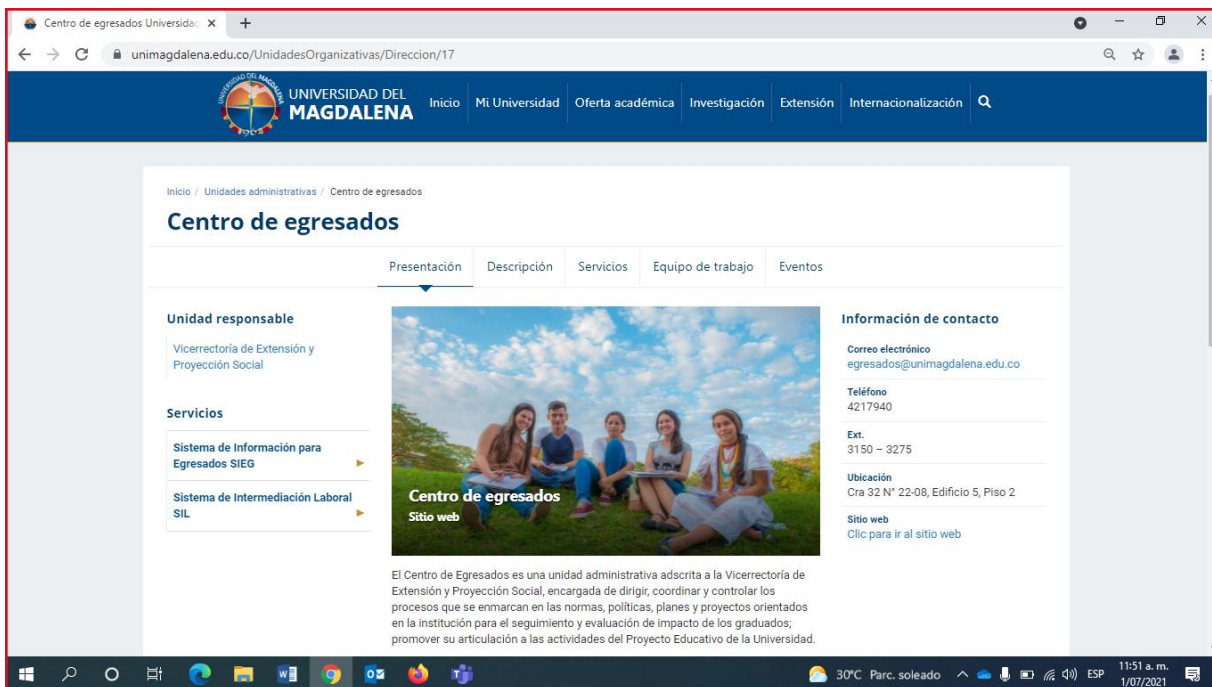 Centro de egresados Universidad
unimagdalena.edu.co/UnidadesOrganizativas/Direccion/17
UNIVERSIDAD DEL MAGDALENA
1962
UNIVERSIDAD DEL
MAGDALENA
Inicio Mi Universidad Oferta académica Investigación Extensión Internacionalización
Inicio / Unidades administrativas / Centro de egresados
Centro de egresados
Presentación Descripción Servicios Equipo de trabajo Eventos
Unidad responsable
Vicerrectoría de Extensión y
Proyección Social
Servicios
Sistema de Información para
Egresados SIEG
Sistema de Intermediación Laboral
SIL
Centro de egresados
Sitio web
El Centro de Egresados es una unidad administrativa adscrita a la Vicerrectoría de
Extensión y Proyección Social, encargada de dirigir, coordinar y controlar los
procesos que se enmarcan en las normas, políticas, planes y proyectos orientados
en la institución para el seguimiento y evaluación de impacto de los graduados;
promover su articulación a las actividades del Proyecto Educativo de la Universidad.
Información de contacto
Correo electrónico
egresados@unimagdalena.edu.co
Teléfono
4217940
Ext.
3150 – 3275
Ubicación
Cra 32 N° 22-08, Edificio 5, Piso 2
Sitio web
Clic para ir al sitio web
30°C Parc. soleado ESP 11:51 a. m.
1/07/2021